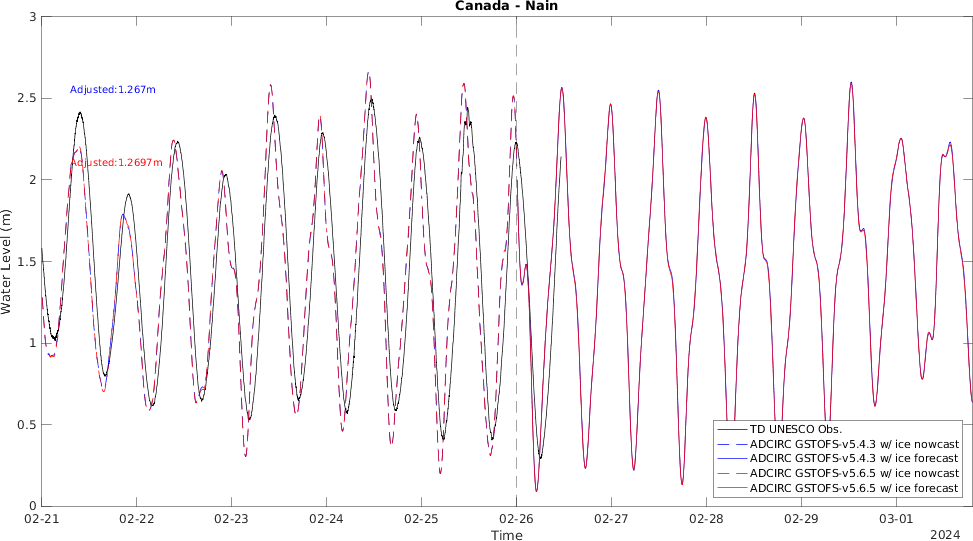 Canada - Nain
3
2.5
2
1.5
1
0.5
0
Water Level (m)
Adjusted:1.267m
Adjusted:1.2697m
TD UNESCO Obs.
ADCIRC GSTOFS-v5.4.3 w/ ice nowcast
ADCIRC GSTOFS-v5.4.3 w/ ice forecast
ADCIRC GSTOFS-v5.6.5 w/ ice nowcast
ADCIRC GSTOFS-v5.6.5 w/ ice forecast
02-21 02-22 02-23 02-24 02-25 02-26 02-27 02-28 02-29 03-01
Time
2024